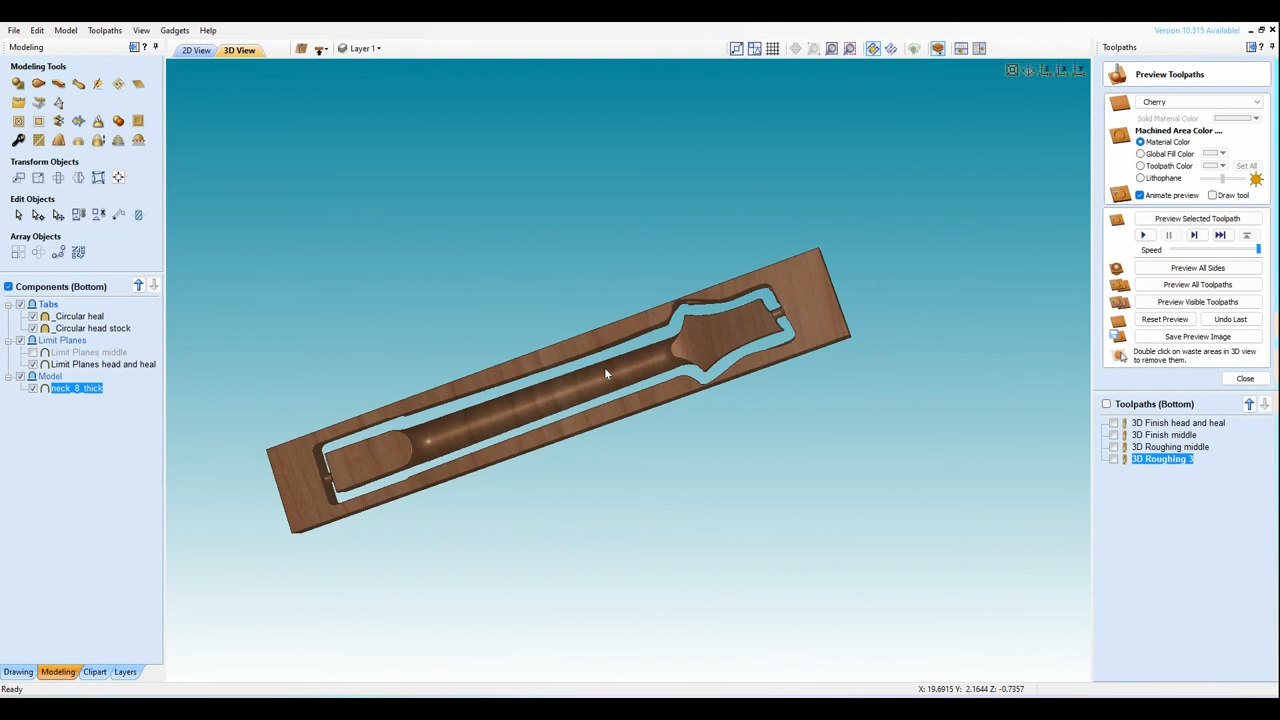 File Edit Model Toolpaths View Gadgets Help
Version 10.515 Available!
Modeling ?
2D View 3D View Layer 1
Toolpaths ?
Modeling Tools
Transform Objects
Edit Objects
Array Objects
Components (Bottom)
Tabs
_Circular heal
_Circular head stock
Limit Planes
Limit Planes middle
Limit Planes head and heal
Model
neck_8_thick
Drawing Modeling Clipart Layers
Ready
X: 19.6915 Y: 2.1644 Z: -0.7357
Preview Toolpaths
Cherry
Solid Material Color
Machined Area Color ....
Material Color
Global Fill Color
Toolpath Color Set All
Lithophane
Animate preview Draw tool
Preview Selected Toolpath
Speed
Preview All Sides
Preview All Toolpaths
Preview Visible Toolpaths
Reset Preview Undo Last
Save Preview Image
Double click on waste areas in 3D view
to remove them.
Close
Toolpaths (Bottom)
3D Finish head and heal
3D Finish middle
3D Roughing middle
3D Roughing 3